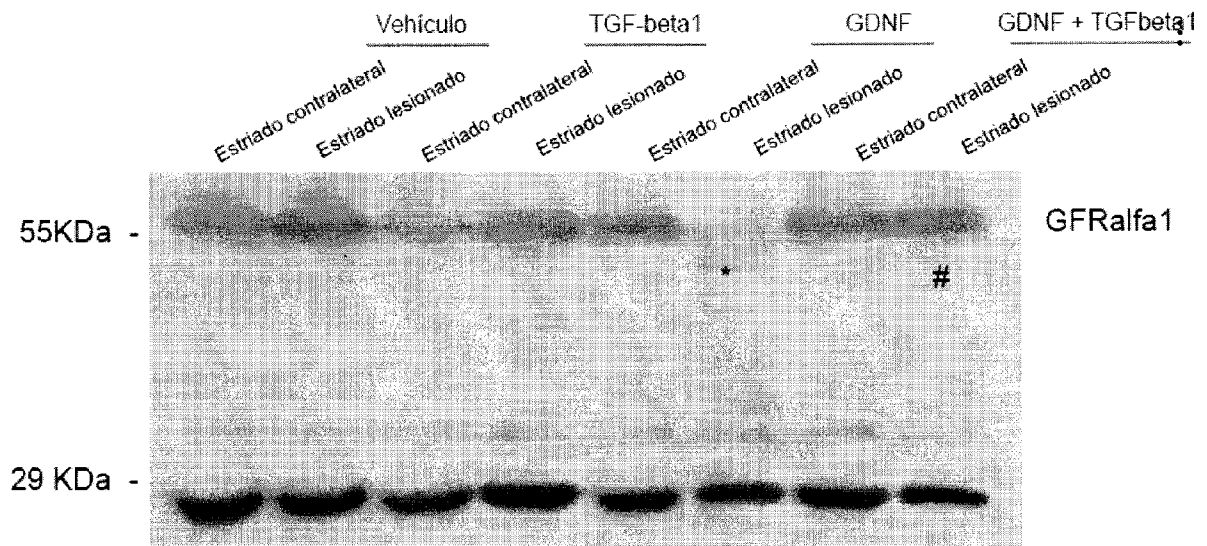 Vehículo TGF-beta1 GDNF GDNF + TGFbeta1
Estriado contralateral Estriado lesionado Estriado contralateral Estriado lesionado Estriado contralateral Estriado lesionado Estriado contralateral Estriado lesionado
55KDa - GFRalfa1
* #
29 KDa -